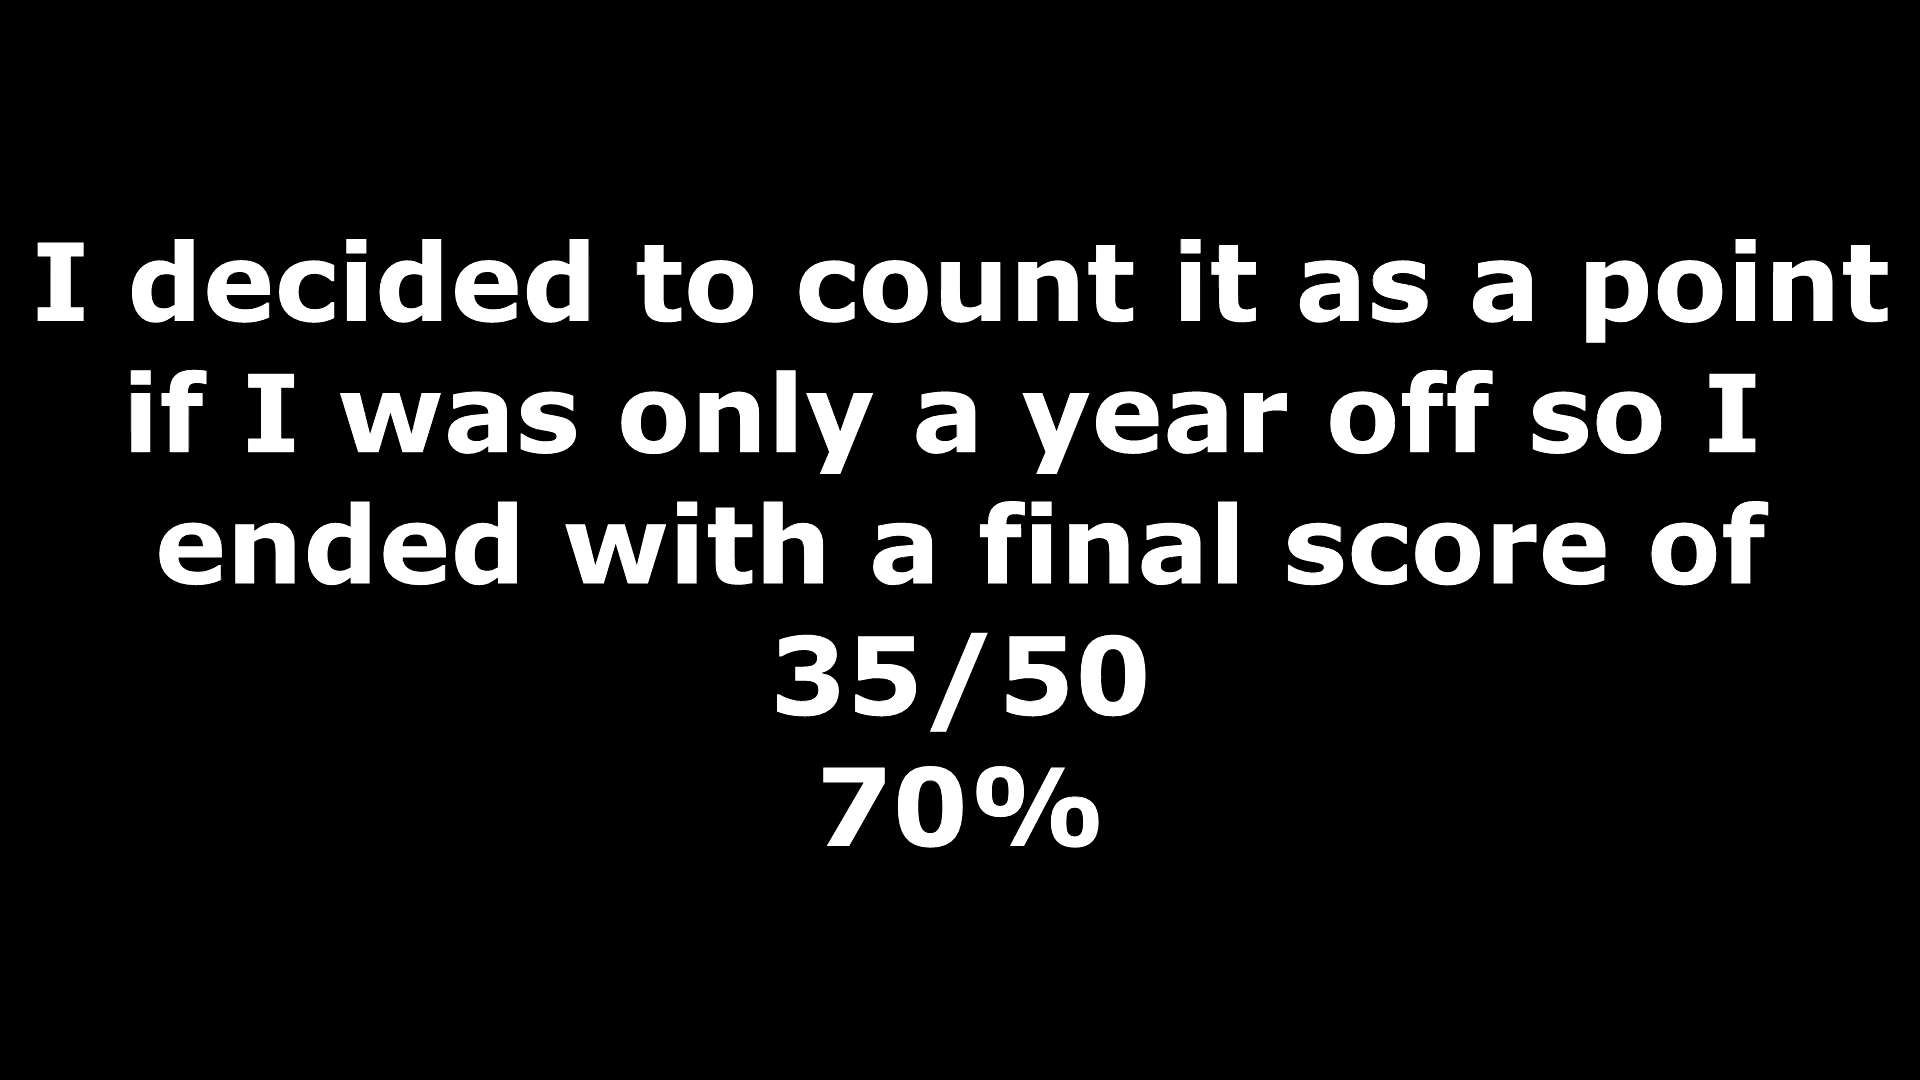 I decided to count it as a point
if I was only a year off so I
ended with a final score of
35/50
70%